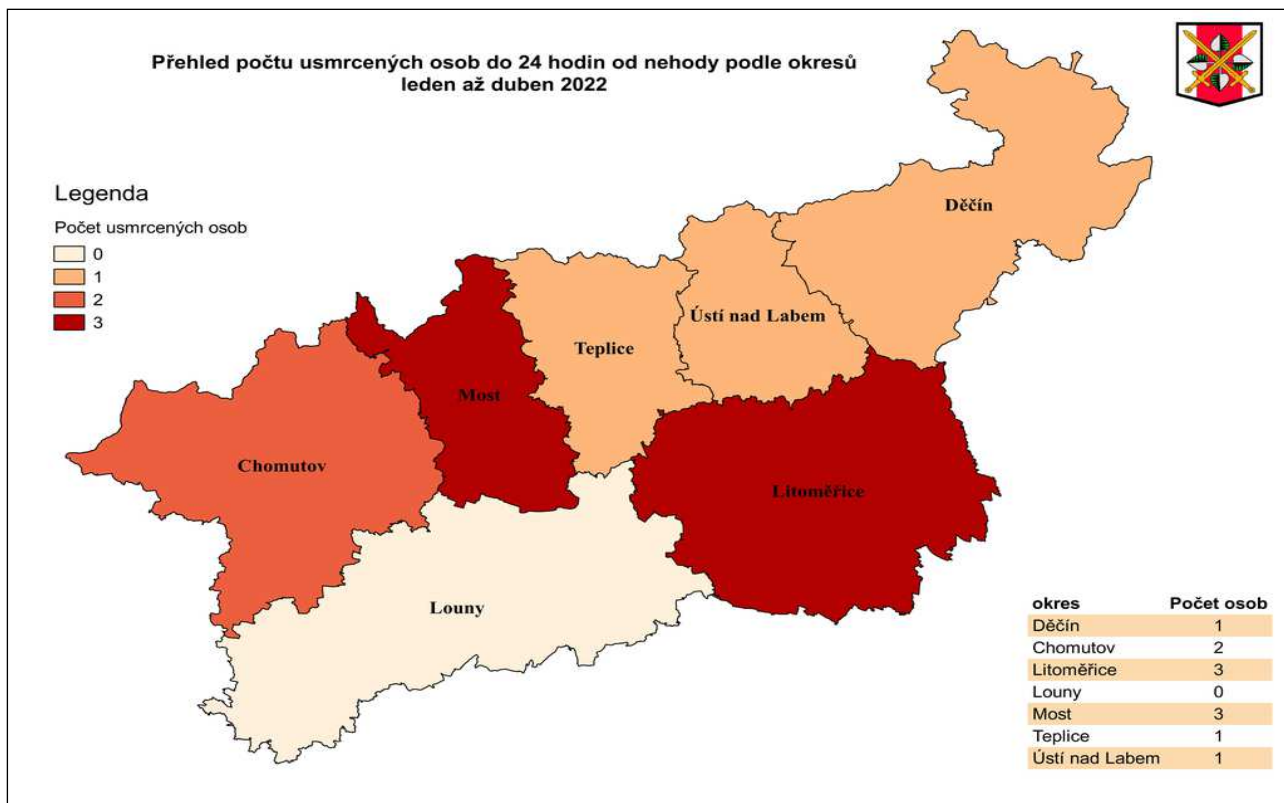 Přehled počtu usmrcených osob do 24 hodin od nehody podle okresů
leden až duben 2022
Legenda
Počet usmrcených osob
0
1
2
3
Děčín
Ústí nad Labem
Teplice
Most
Chomutov
Litoměřice
Louny
okres Počet osob
Děčín 1
Chomutov 2
Litoměřice 3
Louny 0
Most 3
Teplice 1
Ústí nad Labem 1